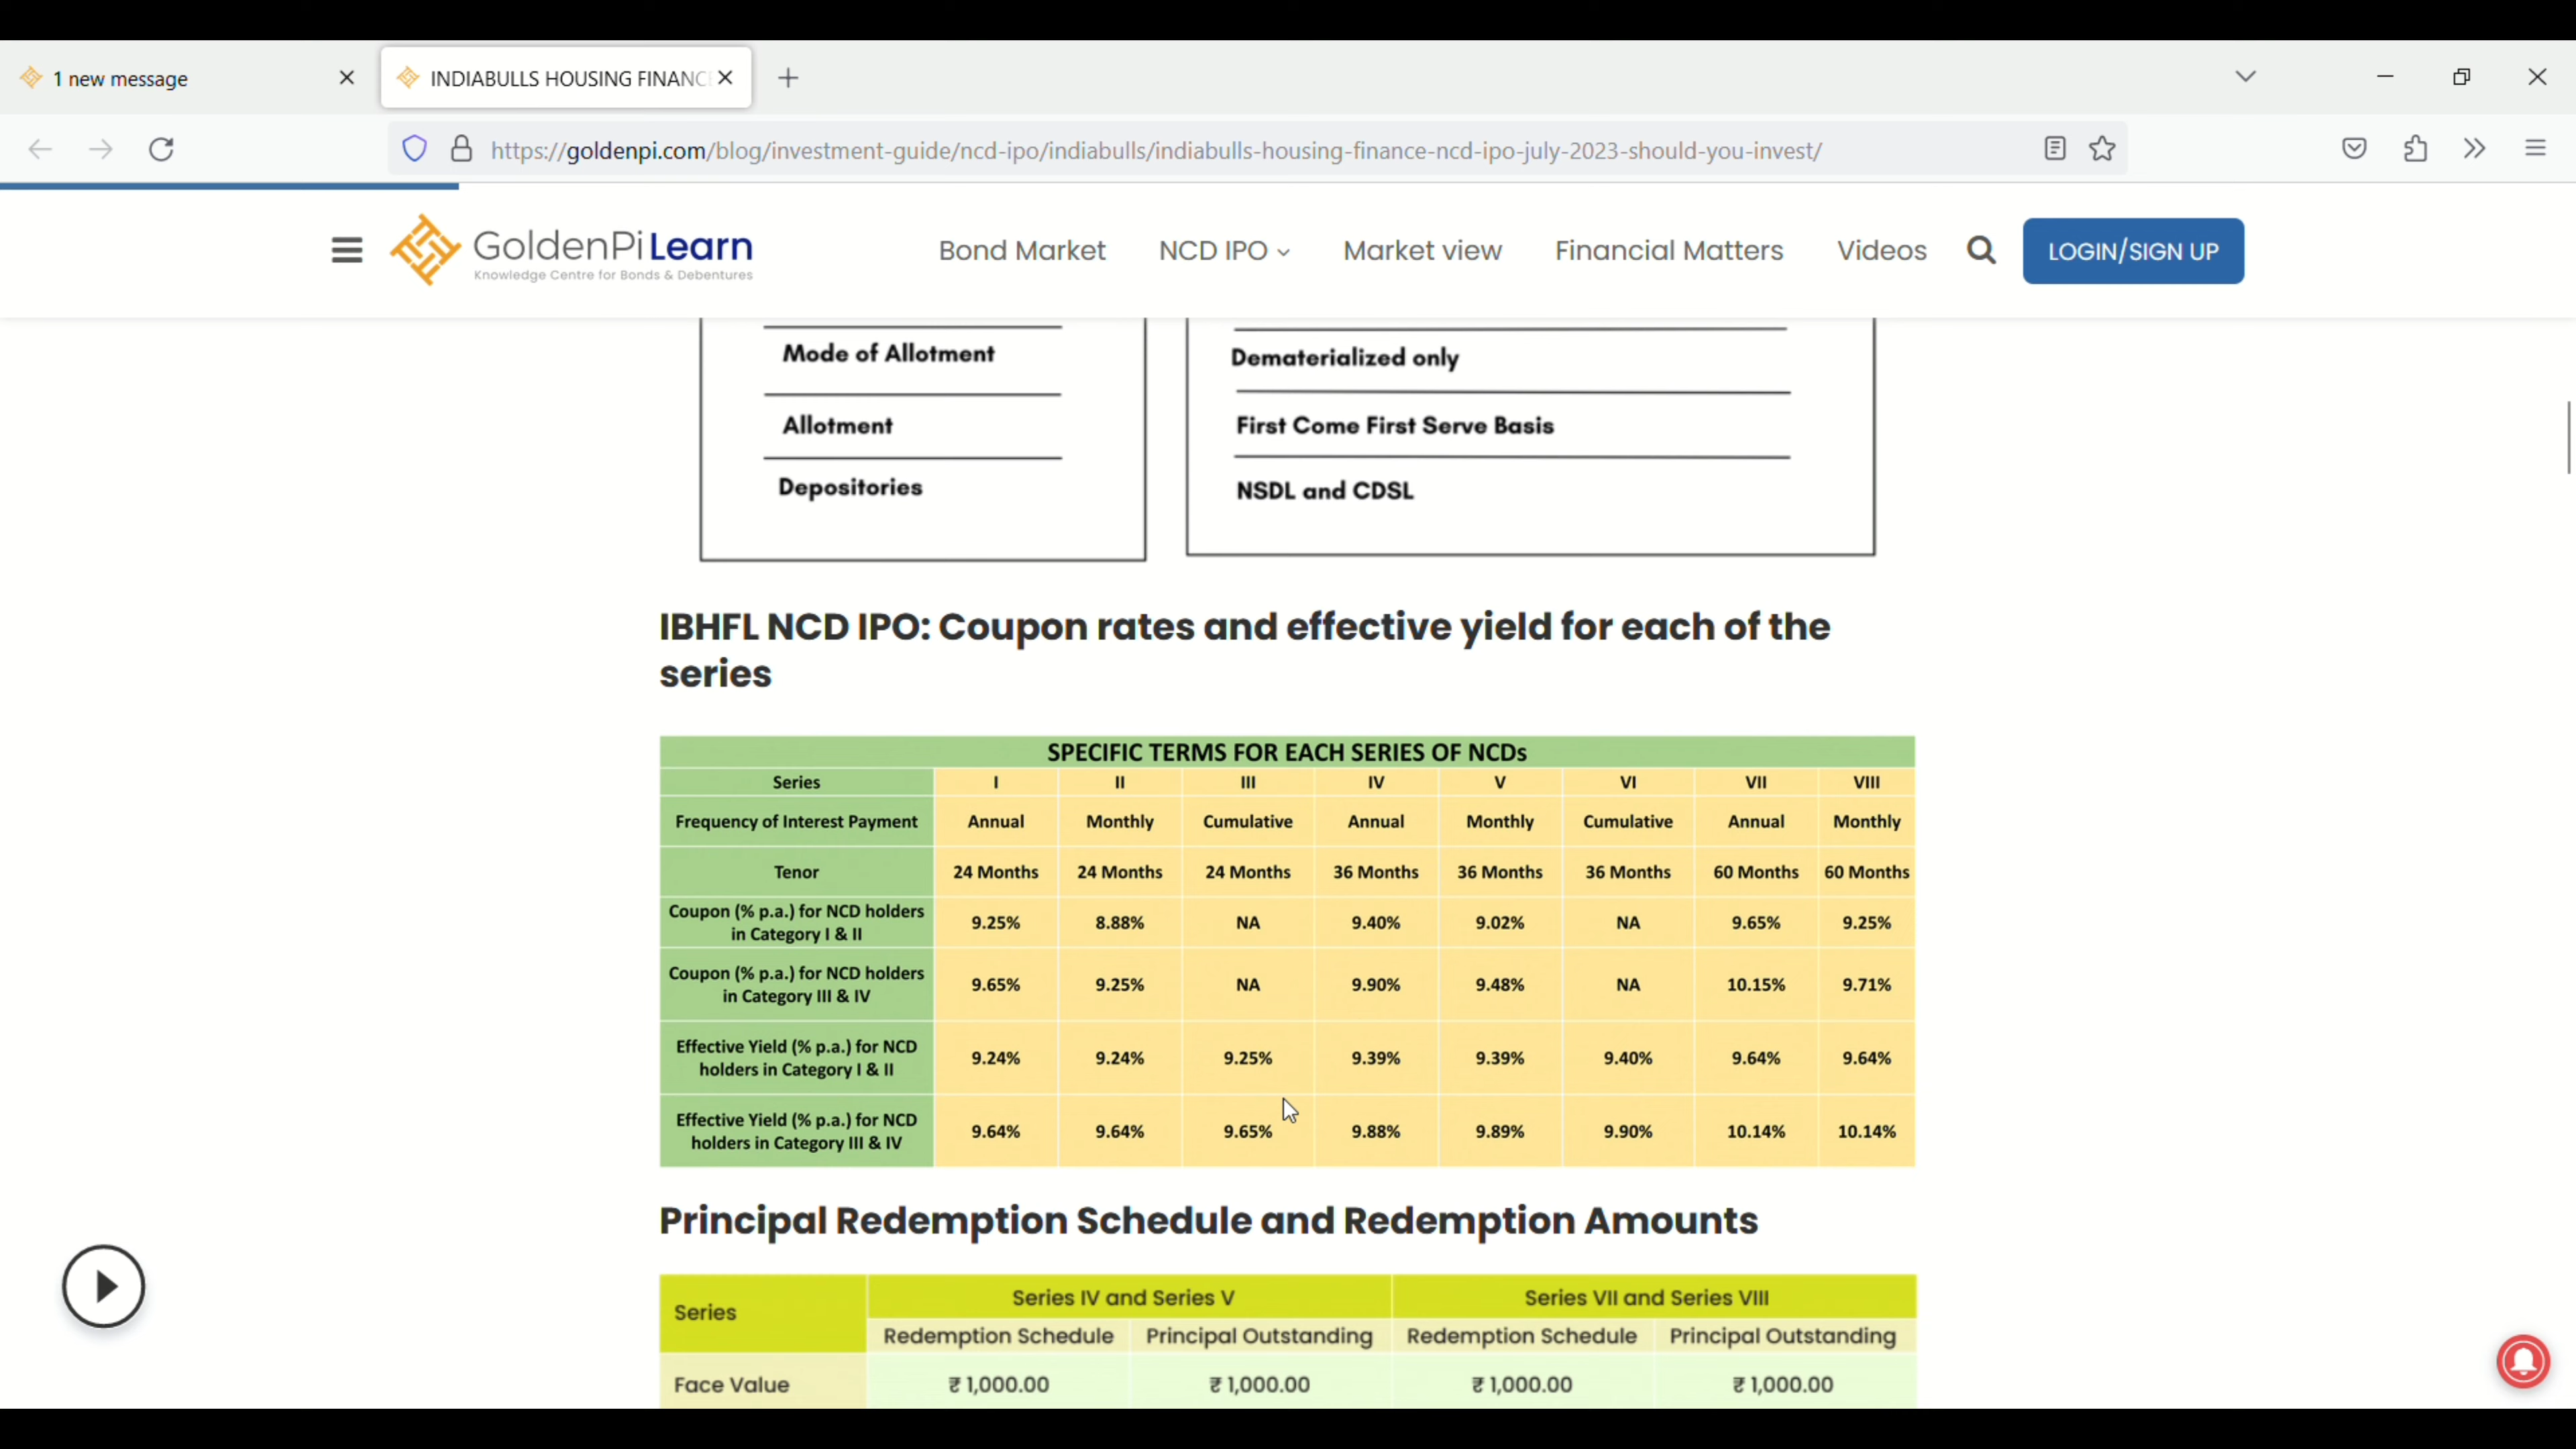 1 new message
INDIABULLS HOUSING FINANC
https://goldenpi.com/blog/investment-guide/ncd-ipo/indiabulls/indiabulls-housing-finance-ncd-ipo-july-2023-should-you-invest/
GoldenPi Learn
Knowledge Centre for Bonds & Debentures
Bond Market NCD IPO Market view Financial Matters Videos LOGIN/SIGN UP
Mode of Allotment Dematerialized only
Allotment First Come First Serve Basis
Depositories NSDL and CDSL
IBHFL NCD IPO: Coupon rates and effective yield for each of the
series
SPECIFIC TERMS FOR EACH SERIES OF NCDs
Series I II III IV V VI VII VIII
Frequency of Interest Payment Annual Monthly Cumulative Annual Monthly Cumulative Annual Monthly
Tenor 24 Months 24 Months 24 Months 36 Months 36 Months 36 Months 60 Months 60 Months
Coupon (% p.a.) for NCD holders
in Category I & II 9.25% 8.88% NA 9.40% 9.02% NA 9.65% 9.25%
Coupon (% p.a.) for NCD holders
in Category III & IV 9.65% 9.25% NA 9.90% 9.48% NA 10.15% 9.71%
Effective Yield (% p.a.) for NCD
holders in Category I & II 9.24% 9.24% 9.25% 9.39% 9.39% 9.40% 9.64% 9.64%
Effective Yield (% p.a.) for NCD
holders in Category III & IV 9.64% 9.64% 9.65% 9.88% 9.89% 9.90% 10.14% 10.14%
Principal Redemption Schedule and Redemption Amounts
Series Series IV and Series V Series VII and Series VIII
Redemption Schedule Principal Outstanding Redemption Schedule Principal Outstanding
Face Value ₹ 1,000.00 ₹ 1,000.00 ₹ 1,000.00 ₹ 1,000.00